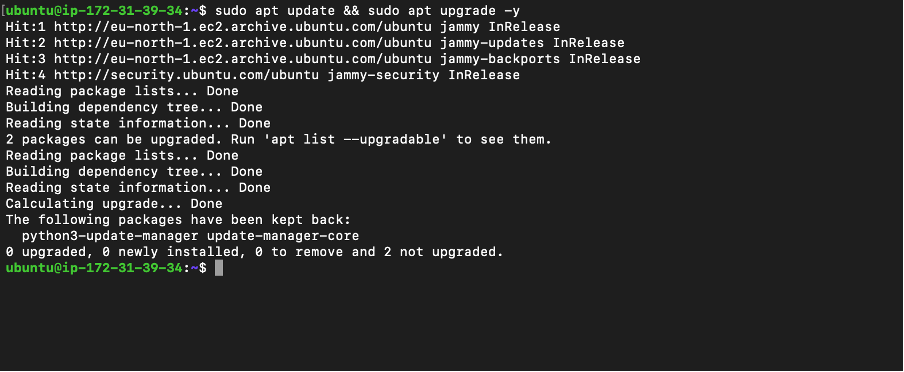 [ubuntu@ip-172-31-39-34:~$ sudo apt update && sudo apt upgrade -y
Hit:1 http://eu-north-1.ec2.archive.ubuntu.com/ubuntu jammy InRelease
Hit:2 http://eu-north-1.ec2.archive.ubuntu.com/ubuntu jammy-updates InRelease
Hit:3 http://eu-north-1.ec2.archive.ubuntu.com/ubuntu jammy-backports InRelease
Hit:4 http://security.ubuntu.com/ubuntu jammy-security InRelease
Reading package lists... Done
Building dependency tree... Done
Reading state information... Done
2 packages can be upgraded. Run 'apt list --upgradable' to see them.
Reading package lists... Done
Building dependency tree... Done
Reading state information... Done
Calculating upgrade... Done
The following packages have been kept back:
  python3-update-manager update-manager-core
0 upgraded, 0 newly installed, 0 to remove and 2 not upgraded.
ubuntu@ip-172-31-39-34:~$